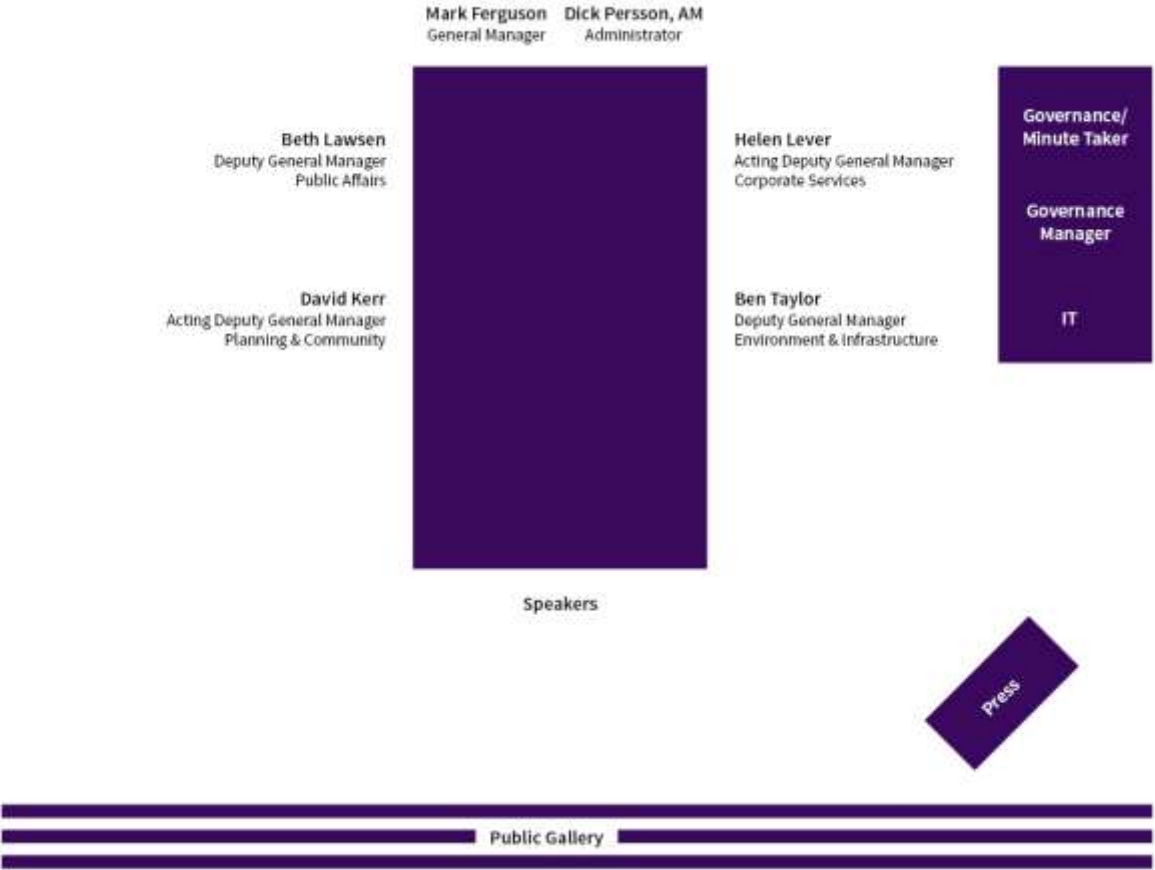 Mark Ferguson
General Manager
Dick Persson, AM
Administrator
Beth Lawsen
Deputy General Manager
Public Affairs
Helen Lever
Acting Deputy General Manager
Corporate Services
Governance/
Minute Taker
Governance
Manager
David Kerr
Acting Deputy General Manager
Planning & Community
Ben Taylor
Deputy General Manager
Environment & Infrastructure
IT
Speakers
Press
Public Gallery